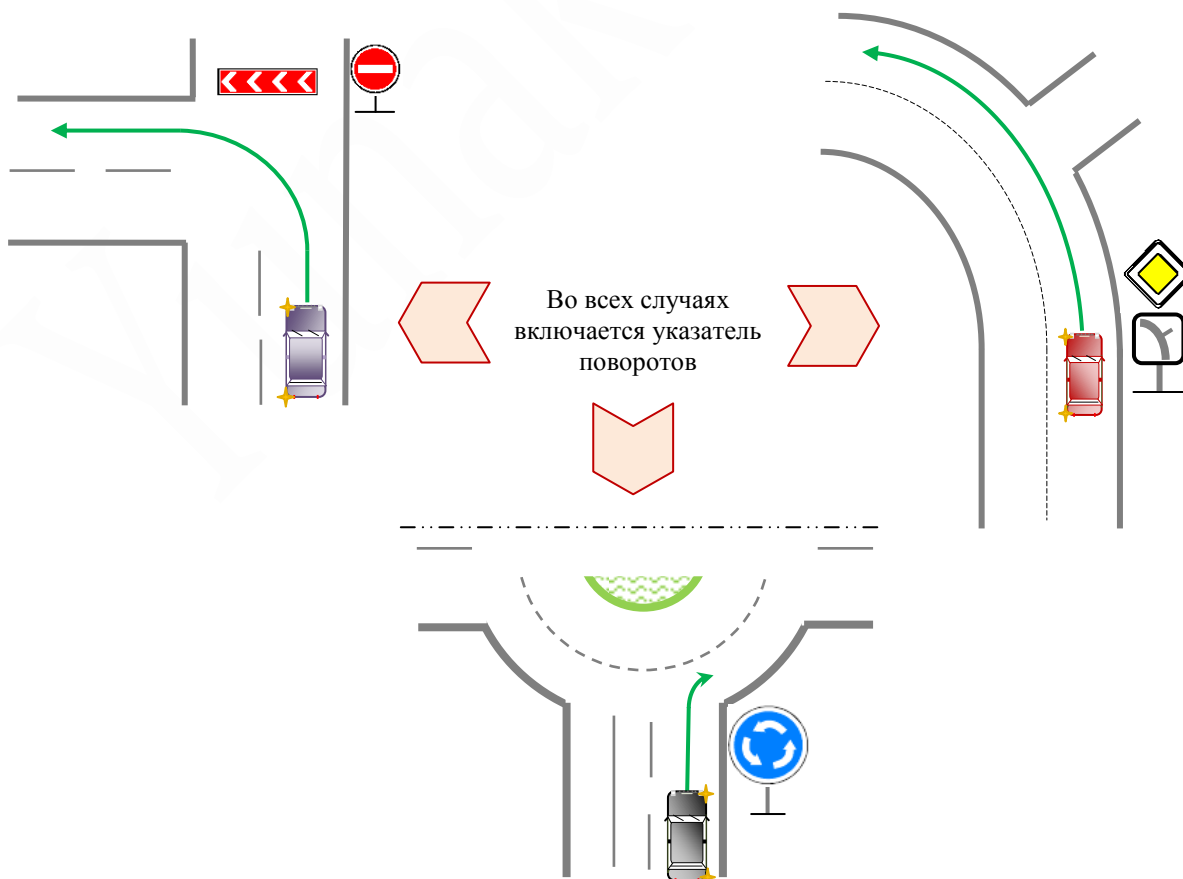 Во всех случаях
включается указатель
поворотов